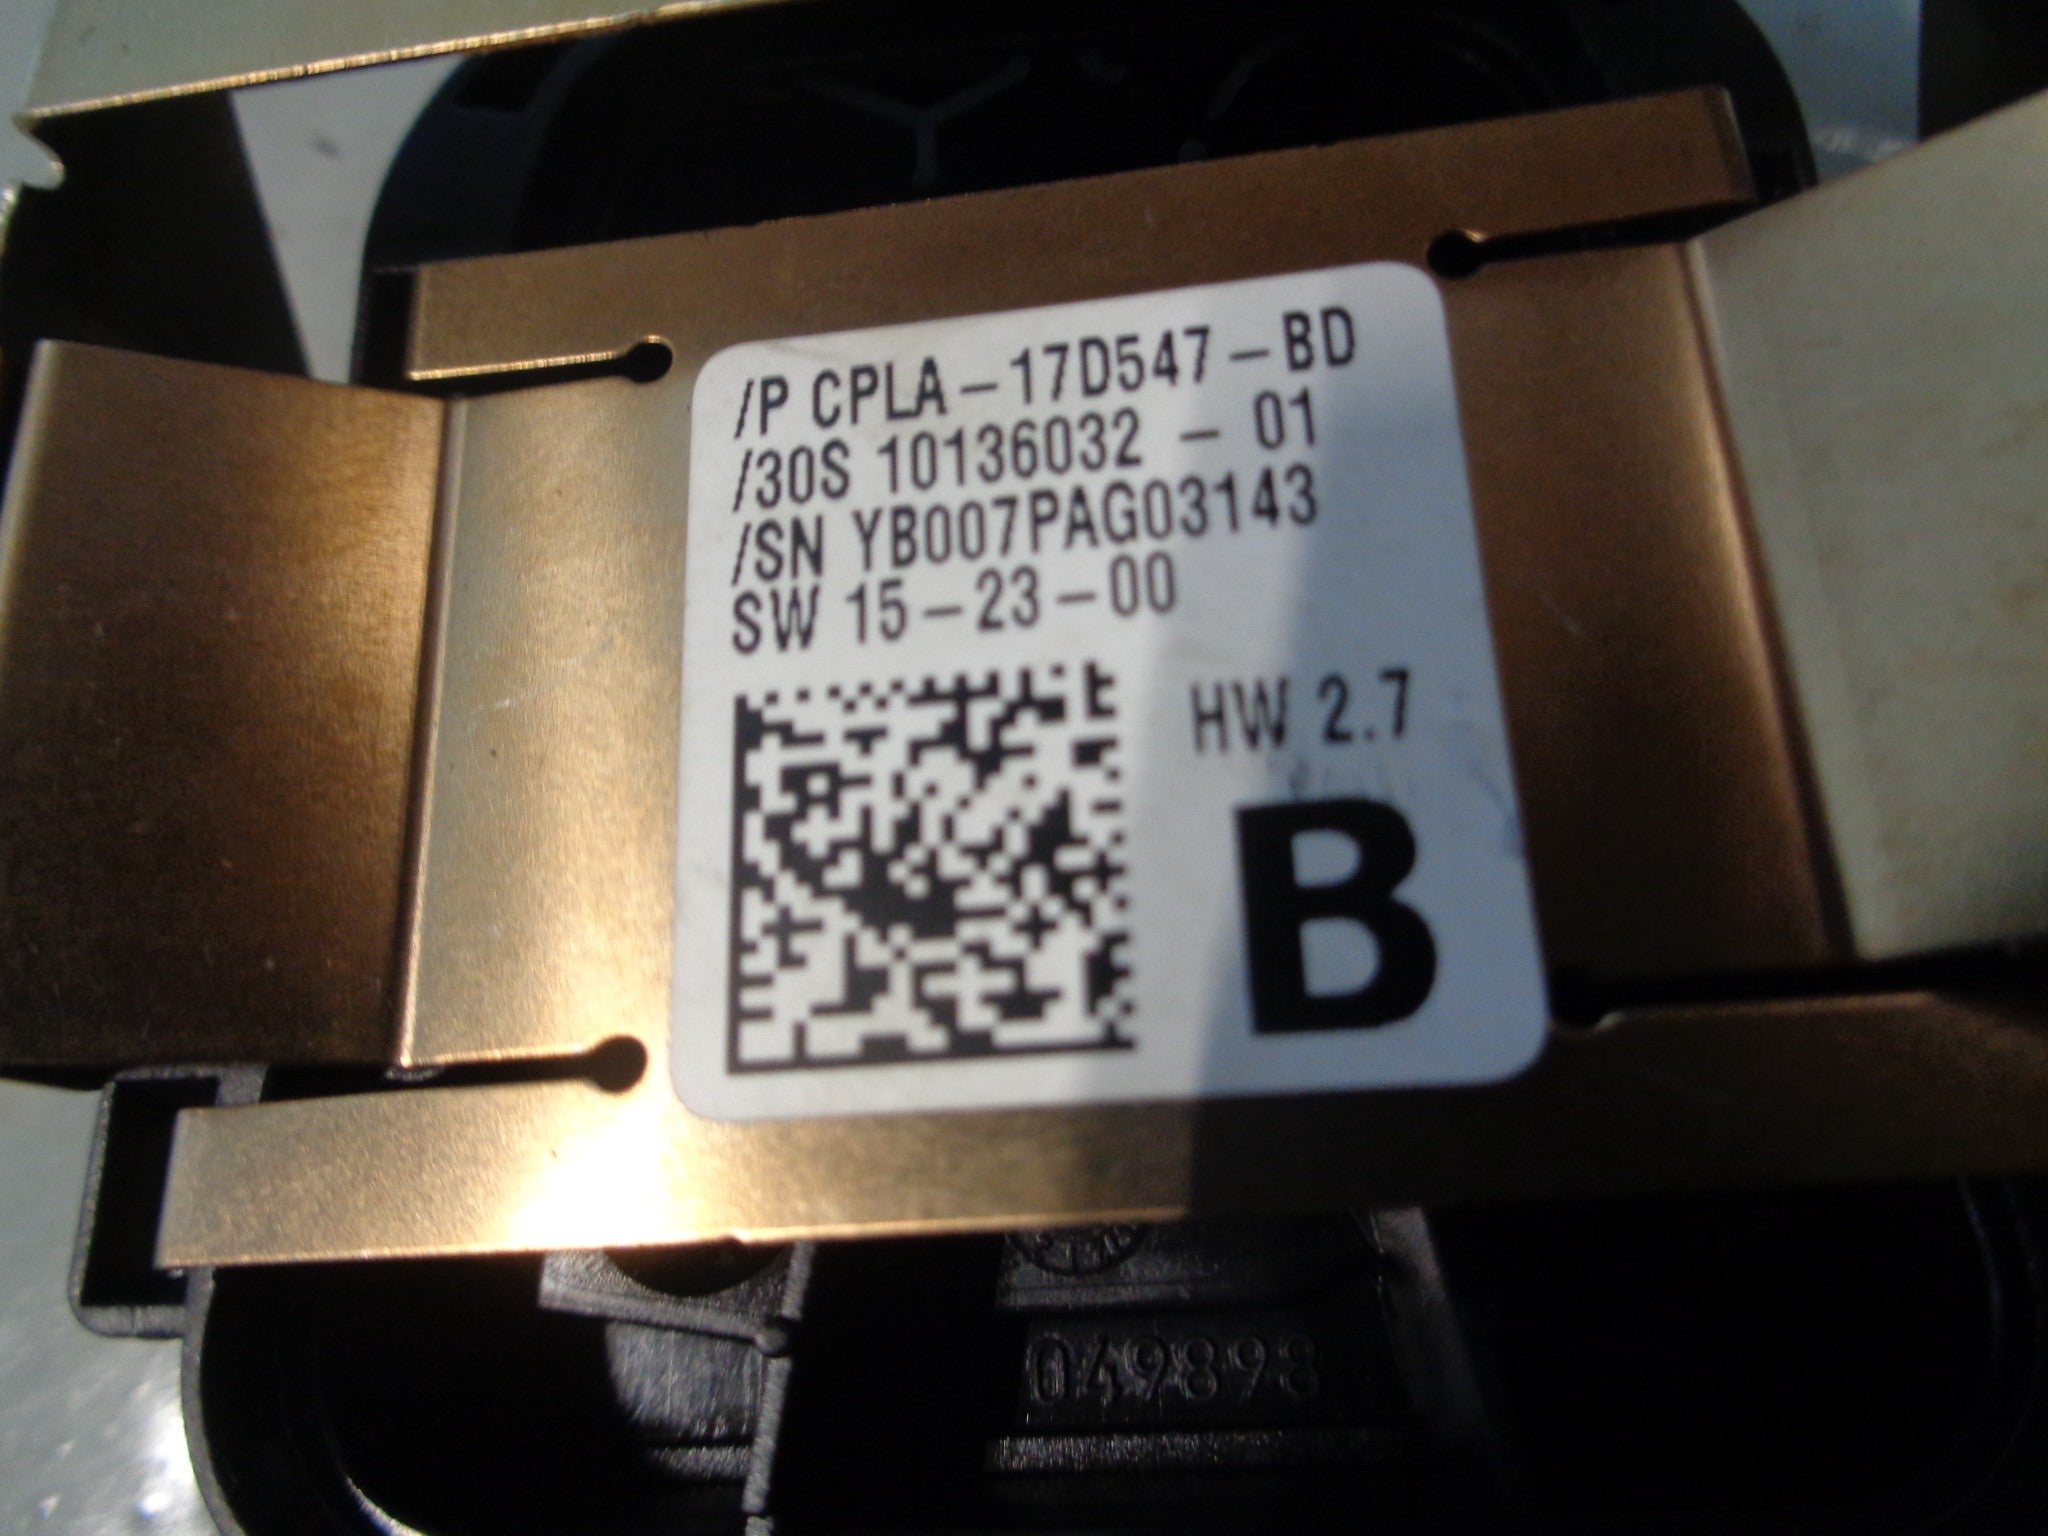 /P CPLA-17D547-BD
/30S 10136032 - 01
/SN YB007PAG03143
SW 15-23-00
HW 2.7
B
049898